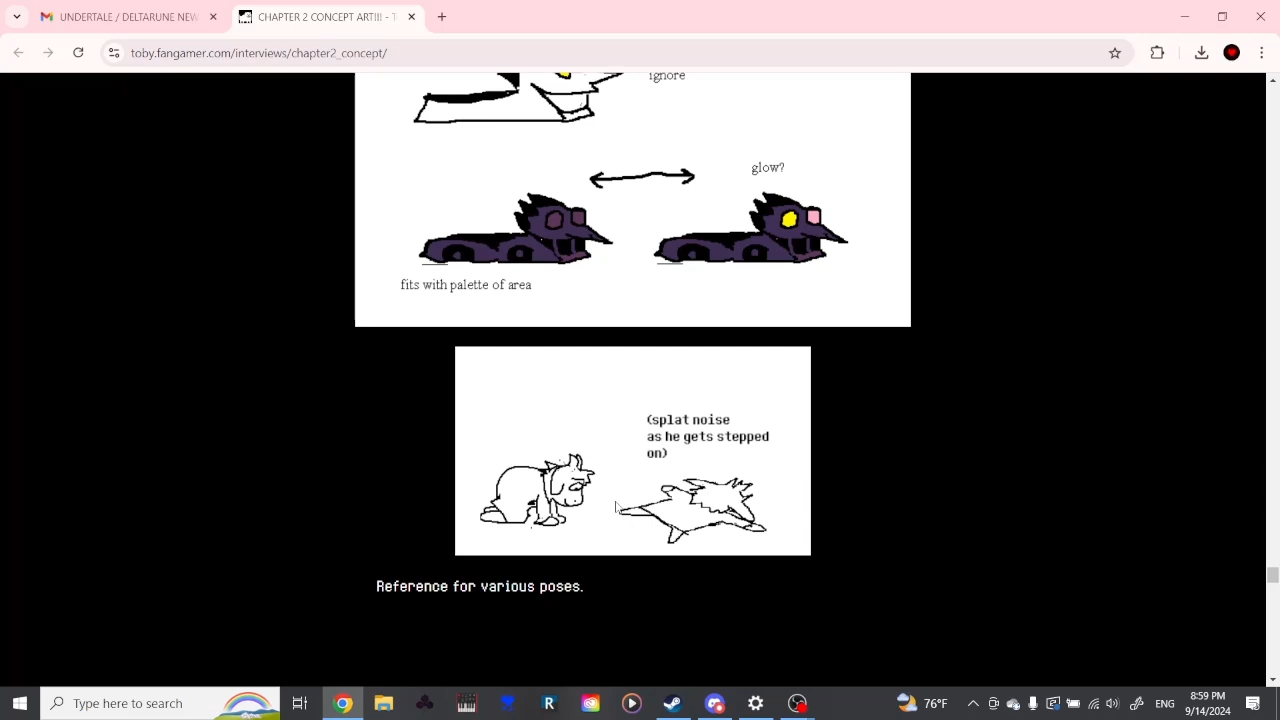 UNDERTALE / DELTARUNE NEW
CHAPTER 2 CONCEPT ART!!! - T
toby.fangamer.com/interviews/chapter2_concept/
ignore
glow?
fits with palette of area
(splat noise
as he gets stepped
on)
Reference for various poses.
Type here to search
76°F
ENG
8:59 PM
9/14/2024